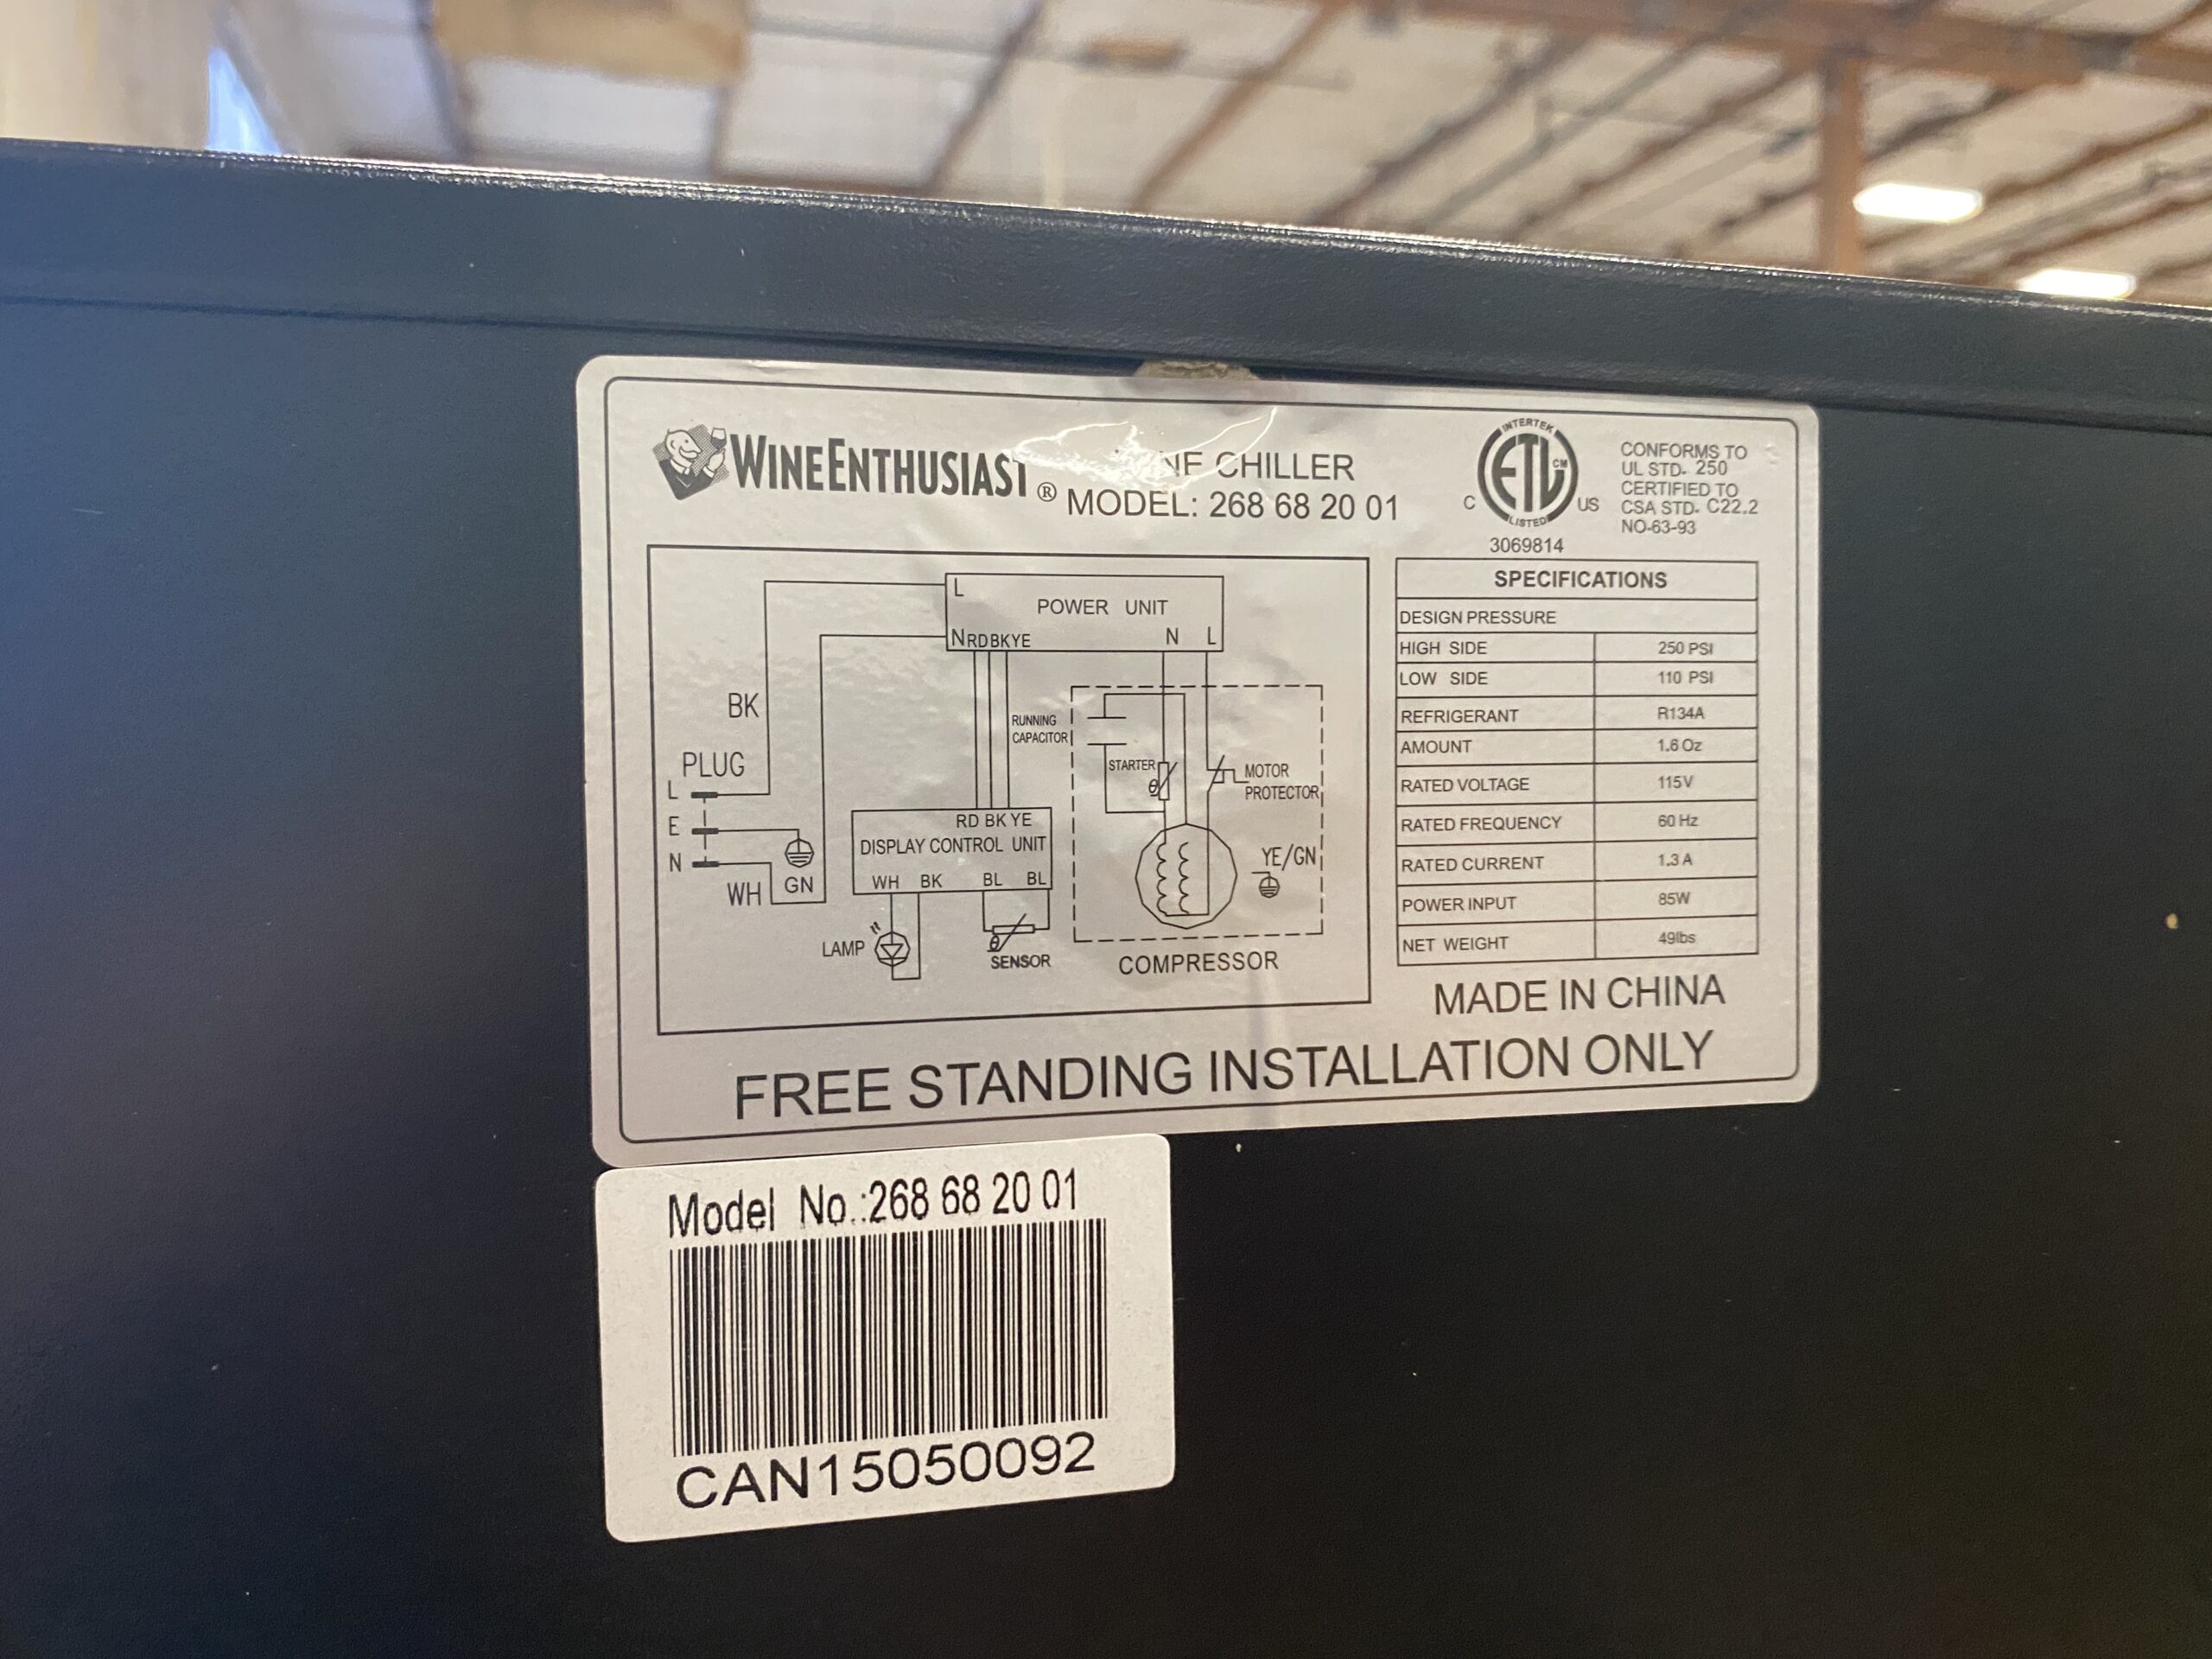 WINEENTHUSIAST ® CHILLER
MODEL: 268 68 20 01
INTERTEK
ETL CM
LISTED
C US
3069814
CONFORMS TO
UL STD. 250
CERTIFIED TO
CSA STD. C22.2
NO-63-93
L
POWER UNIT
N RD BK YE N L
BK
RUNNING
CAPACITOR
PLUG
STARTER
θ
MOTOR
PROTECTOR
L
E
N
WH
GN
RD BK YE
DISPLAY CONTROL UNIT
WH BK BL BL
YE/GN
LAMP
θ
SENSOR
COMPRESSOR
SPECIFICATIONS
DESIGN PRESSURE
HIGH SIDE 250 PSI
LOW SIDE 110 PSI
REFRIGERANT R134A
AMOUNT 1.6 Oz
RATED VOLTAGE 115V
RATED FREQUENCY 60 Hz
RATED CURRENT 1.3 A
POWER INPUT 85W
NET WEIGHT 49lbs
MADE IN CHINA
FREE STANDING INSTALLATION ONLY
Model No.:268 68 20 01
CAN15050092